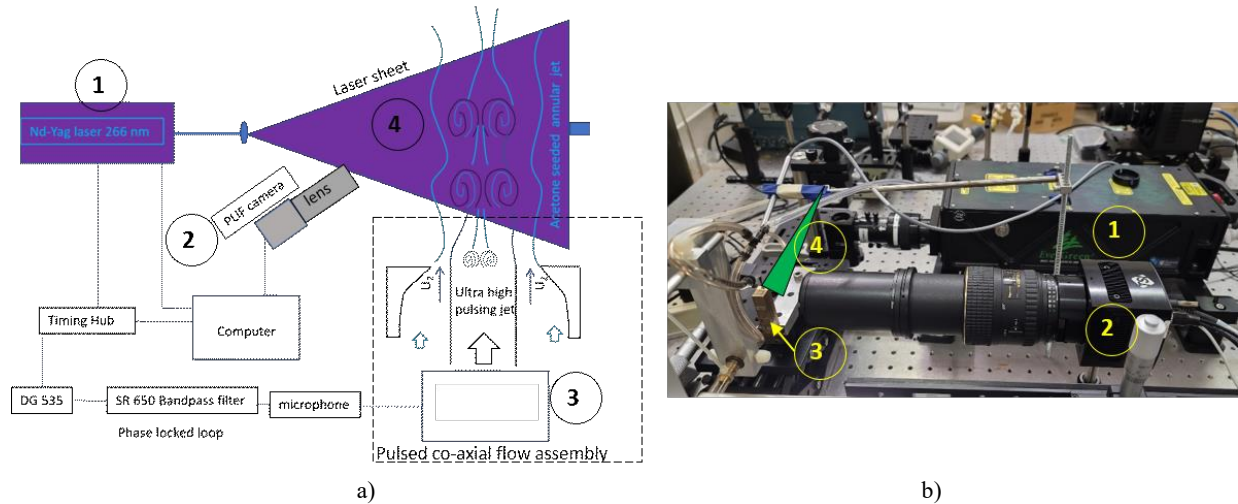 1
Nd-Yag laser 266 nm
Laser sheet
4
Acetone seeded annular jet
PLIF camera
lens
2
U₂
U₂
Ultra high
pulsing jet
Timing Hub
Computer
DG 535
SR 650 Bandpass filter
microphone
3
Phase locked loop
Pulsed co-axial flow assembly
a)
1
4
EverGreen
2
3
b)